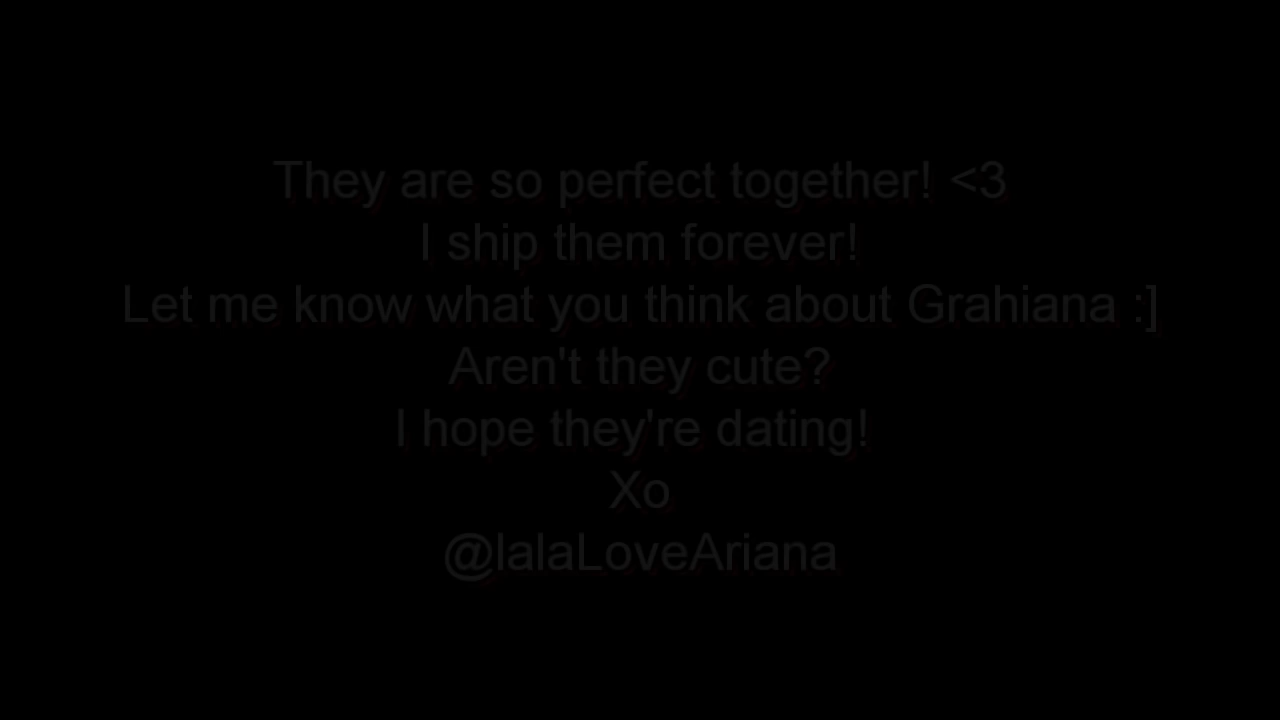 They are so perfect together! <3
I ship them forever!
Let me know what you think about Grahiana :]
Aren't they cute?
I hope they're dating!
Xo
@lalaLoveAriana